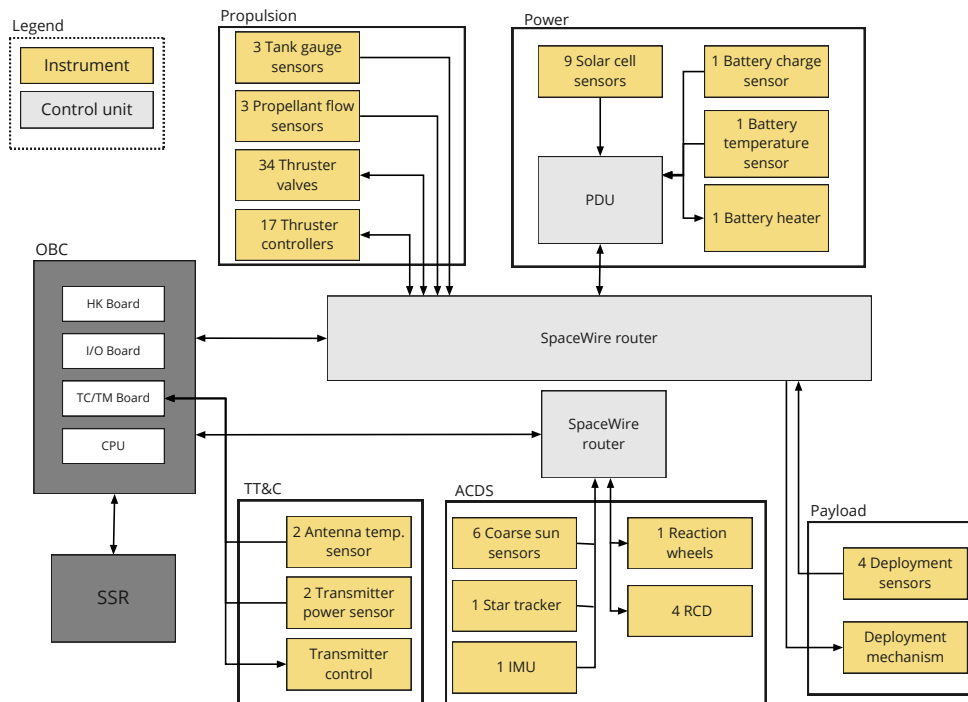 Legend
Instrument
Control unit
Propulsion
3 Tank gauge
sensors
3 Propellant flow
sensors
34 Thruster
valves
17 Thruster
controllers
Power
9 Solar cell
sensors
1 Battery charge
sensor
1 Battery
temperature
sensor
1 Battery heater
PDU
OBC
HK Board
I/O Board
TC/TM Board
CPU
SpaceWire router
SpaceWire
router
SSR
TT&C
2 Antenna temp.
sensor
2 Transmitter
power sensor
Transmitter
control
ACDS
6 Coarse sun
sensors
1 Star tracker
1 IMU
1 Reaction
wheels
4 RCD
Payload
4 Deployment
sensors
Deployment
mechanism